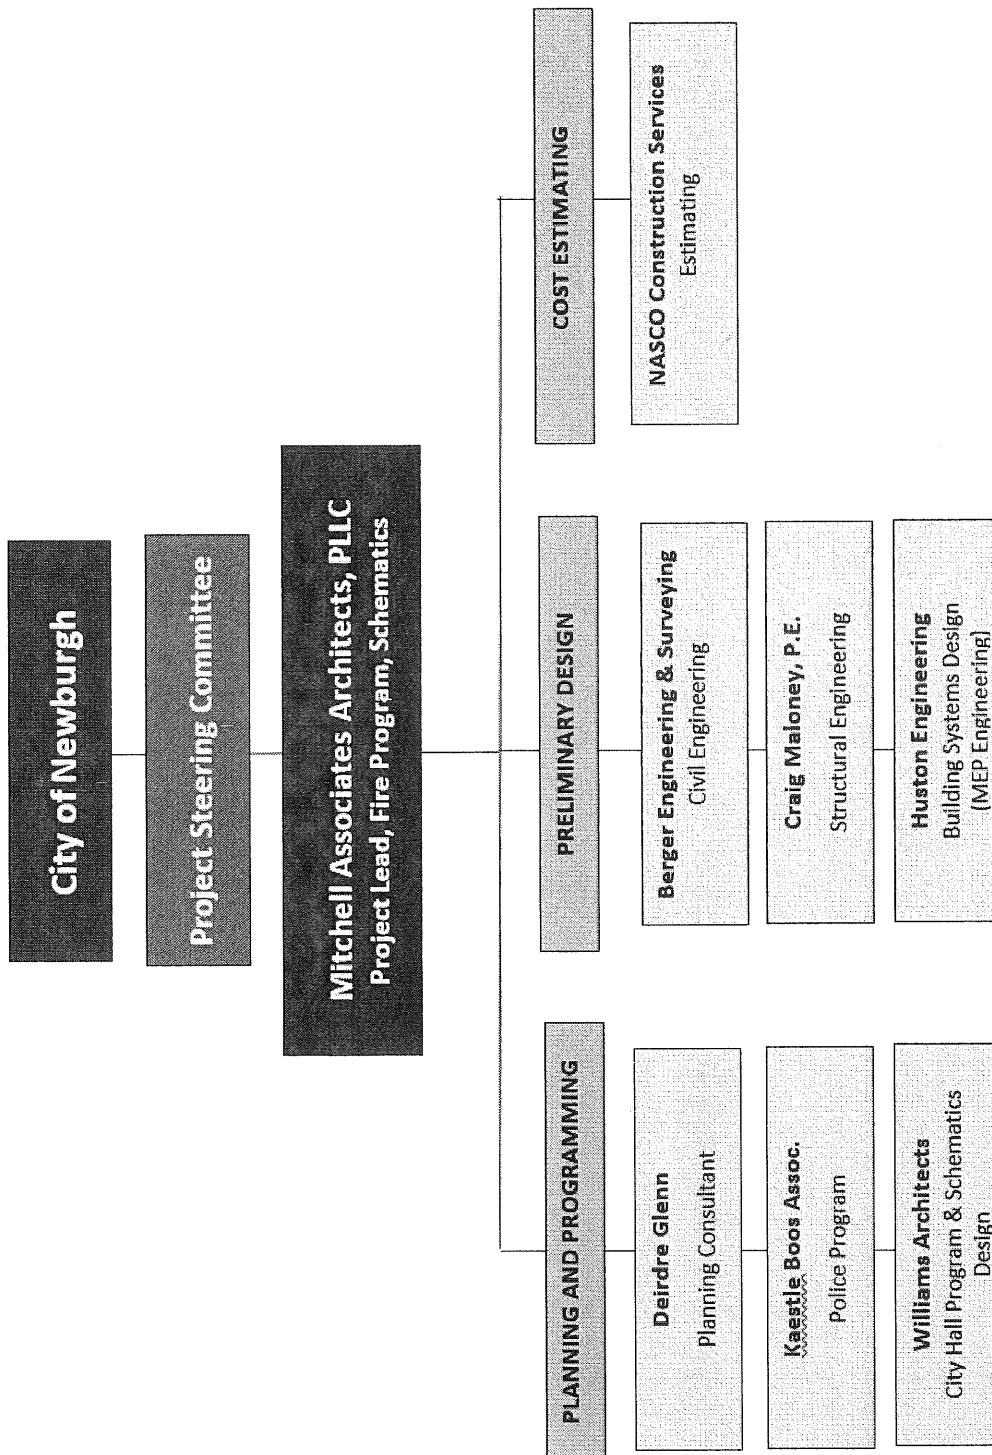 City of Newburgh
Project Steering Committee
Mitchell Associates Architects, PLLC
Project Lead, Fire Program, Schematics
PLANNING AND PROGRAMMING
Deirdre Glenn
Planning Consultant
Kaestle Boos Assoc.
Police Program
Williams Architects
City Hall Program & Schematics
Design
PRELIMINARY DESIGN
Berger Engineering & Surveying
Civil Engineering
Craig Maloney, P.E.
Structural Engineering
Huston Engineering
Building Systems Design
(MEP Engineering)
COST ESTIMATING
NASCO Construction Services
Estimating